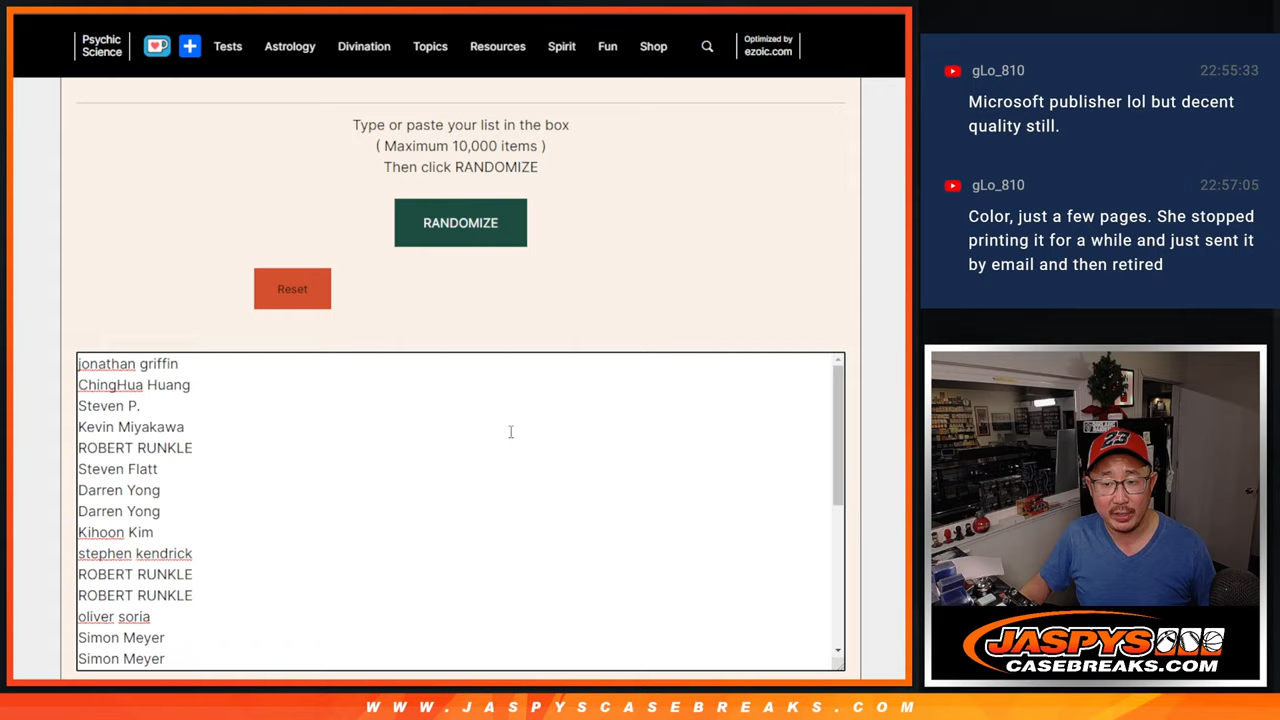 Psychic
Science
Tests
Astrology
Divination
Topics
Resources
Spirit
Fun
Shop
Optimized by
ezoic.com
Type or paste your list in the box
( Maximum 10,000 items )
Then click RANDOMIZE
RANDOMIZE
Reset
jonathan griffin
ChingHua Huang
Steven P.
Kevin Miyakawa
ROBERT RUNKLE
Steven Flatt
Darren Yong
Darren Yong
Kihoon Kim
stephen kendrick
ROBERT RUNKLE
ROBERT RUNKLE
oliver soria
Simon Meyer
Simon Meyer
gLo_810 22:55:33
Microsoft publisher lol but decent
quality still.
gLo_810 22:57:05
Color, just a few pages. She stopped
printing it for a while and just sent it
by email and then retired
23
JASPYS
CASEBREAKS.COM
WWW.JASPYSCASEBREAKS.COM